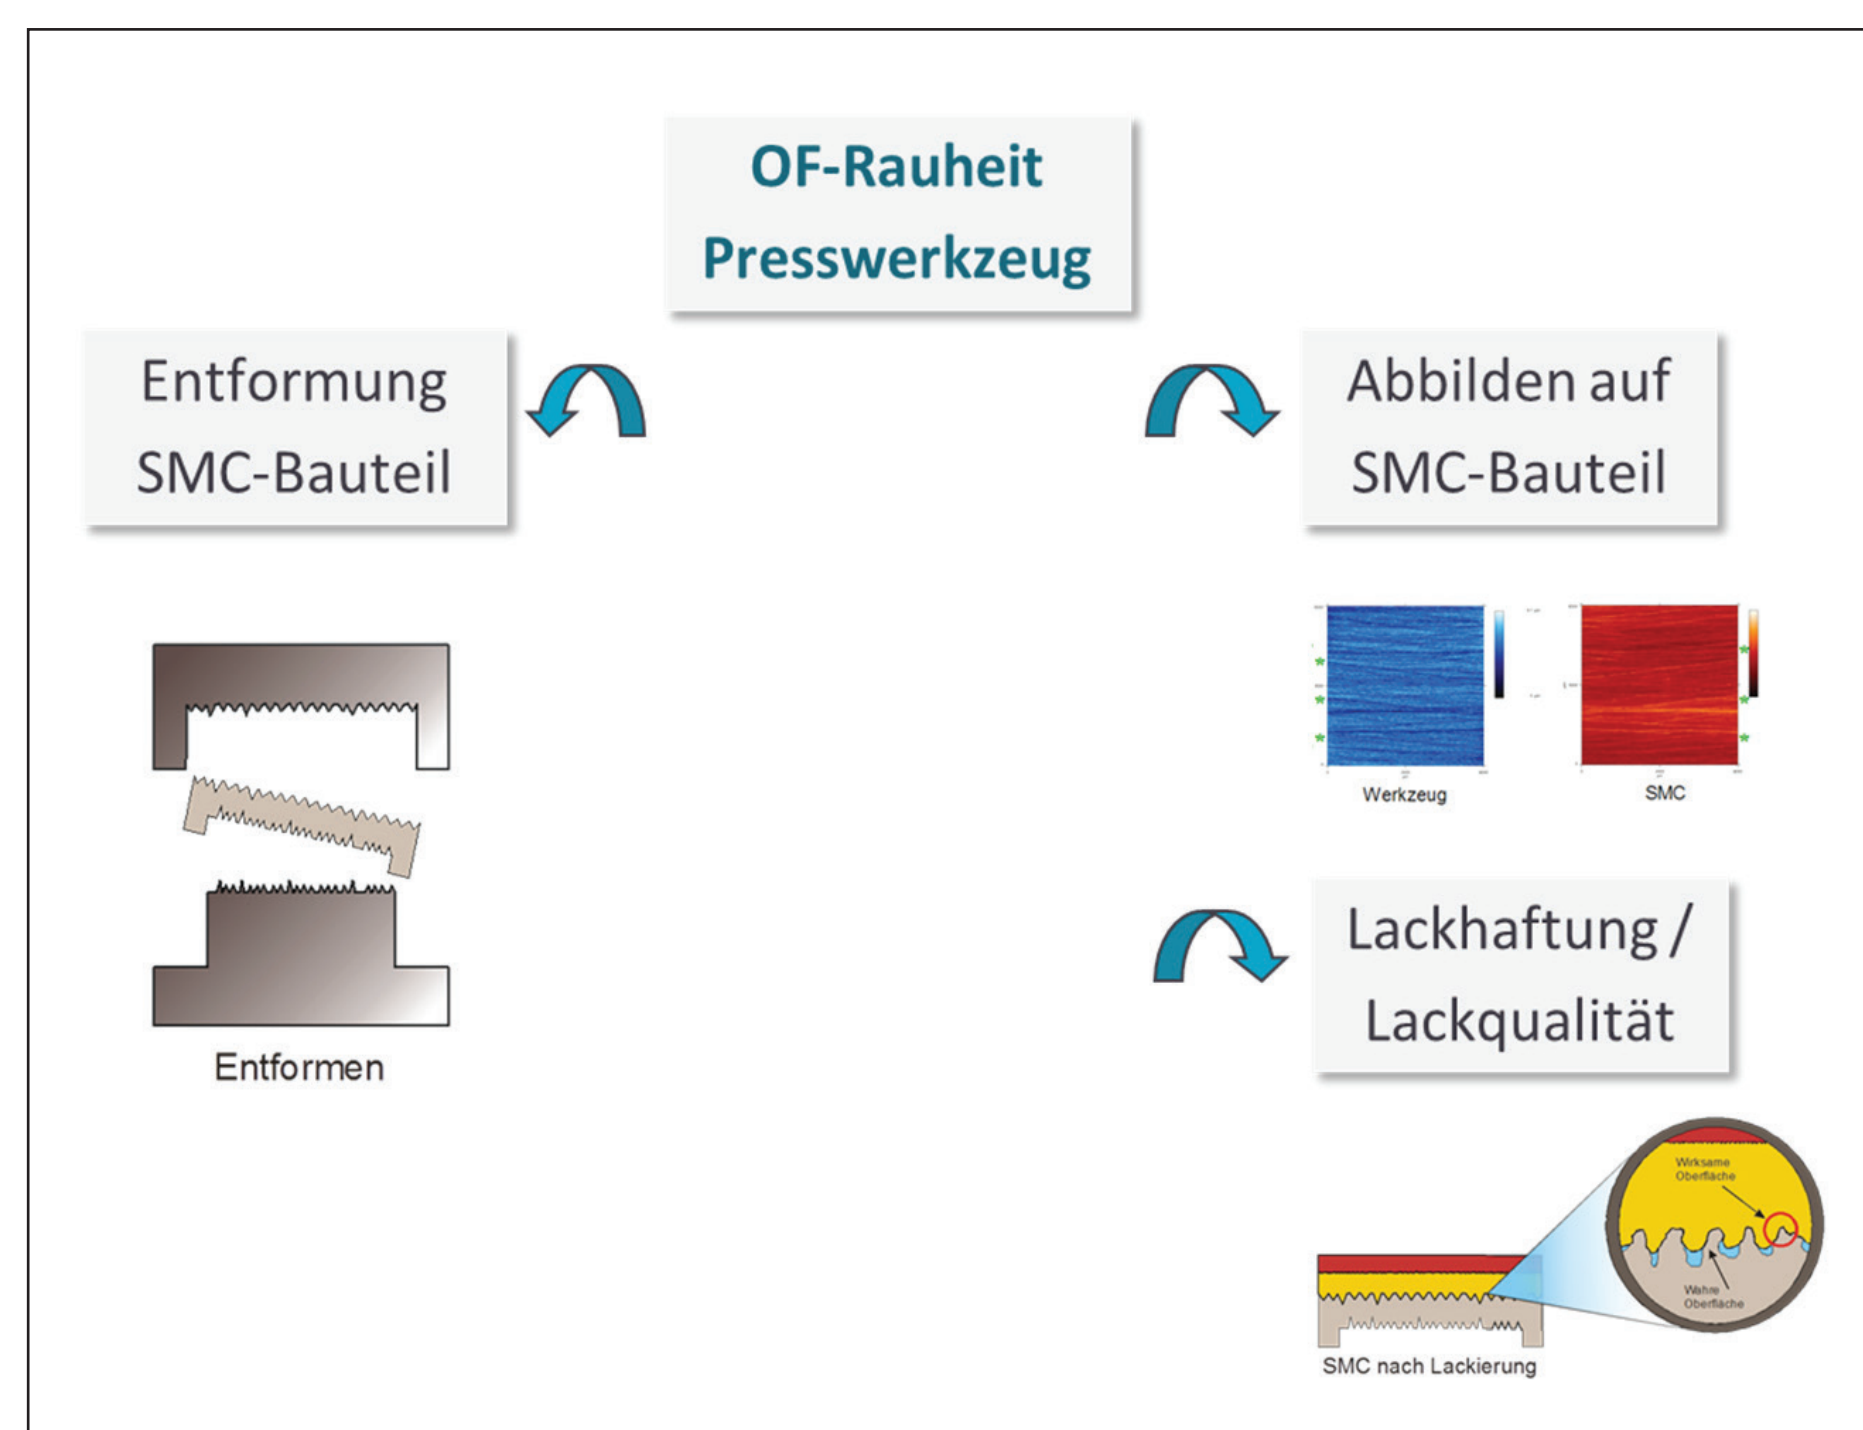 OF-Rauheit
Presswerkzeug
Entformung
SMC-Bauteil
Abbilden auf
SMC-Bauteil
Werkzeug
SMC
Entformen
Lackhaftung /
Lackqualität
Wirksame
Oberfläche
Wahre
Oberfläche
SMC nach Lackierung